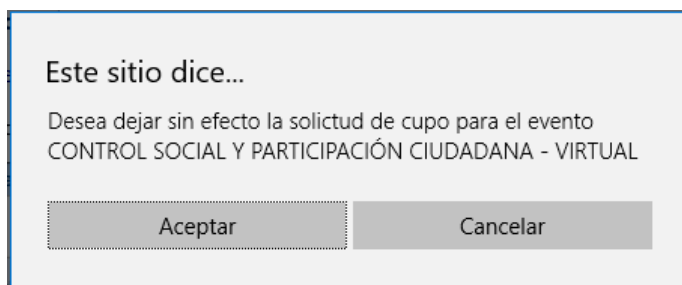 Este sitio dice...
Desea dejar sin efecto la solictud de cupo para el evento
CONTROL SOCIAL Y PARTICIPACIÓN CIUDADANA - VIRTUAL
Aceptar
Cancelar